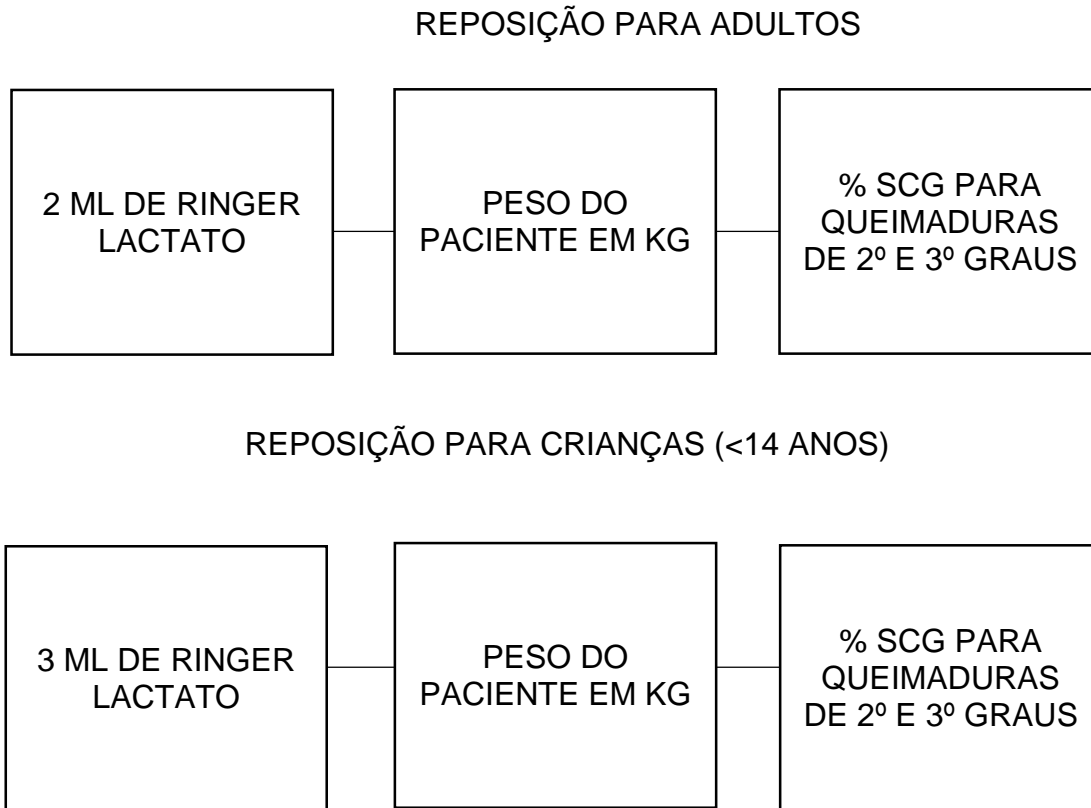 REPOSIÇÃO PARA ADULTOS
2 ML DE RINGER
LACTATO
PESO DO
PACIENTE EM KG
% SCG PARA
QUEIMADURAS
DE 2º E 3º GRAUS
REPOSIÇÃO PARA CRIANÇAS (<14 ANOS)
3 ML DE RINGER
LACTATO
PESO DO
PACIENTE EM KG
% SCG PARA
QUEIMADURAS
DE 2º E 3º GRAUS